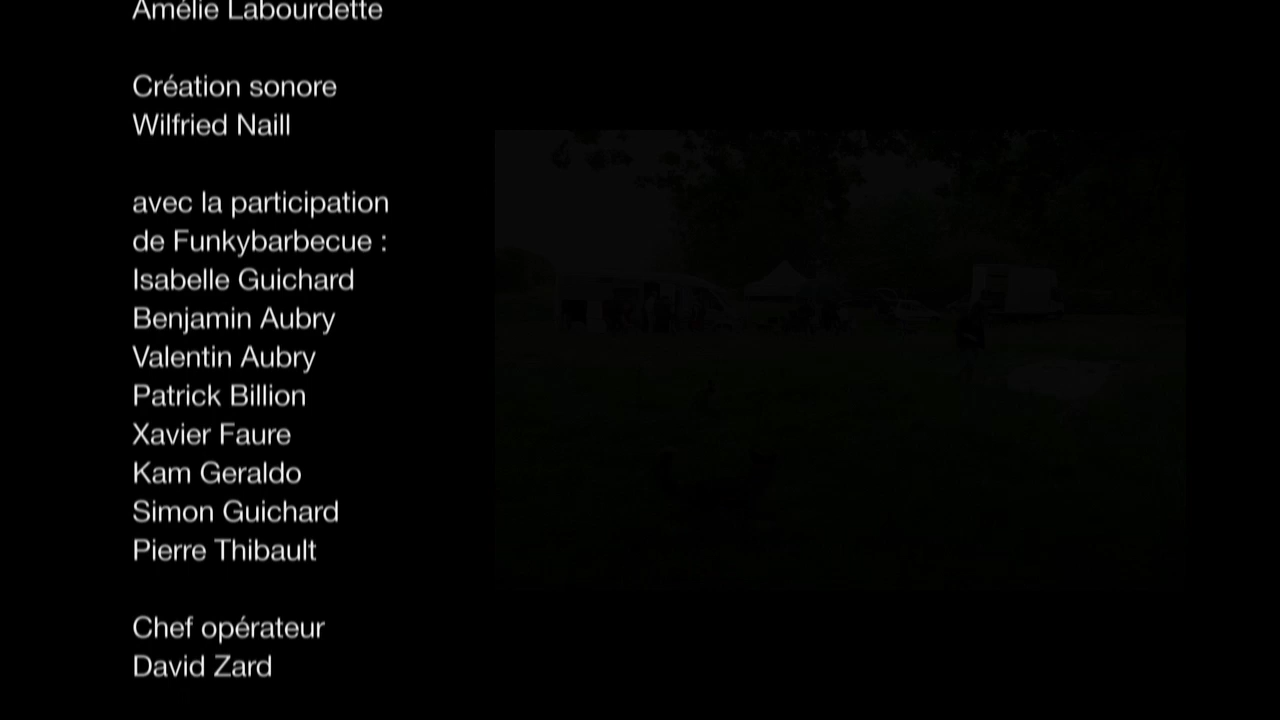 Amélie Labourdette
Création sonore
Wilfried Naill
avec la participation
de Funkybarbecue :
Isabelle Guichard
Benjamin Aubry
Valentin Aubry
Patrick Billion
Xavier Faure
Kam Geraldo
Simon Guichard
Pierre Thibault
Chef opérateur
David Zard